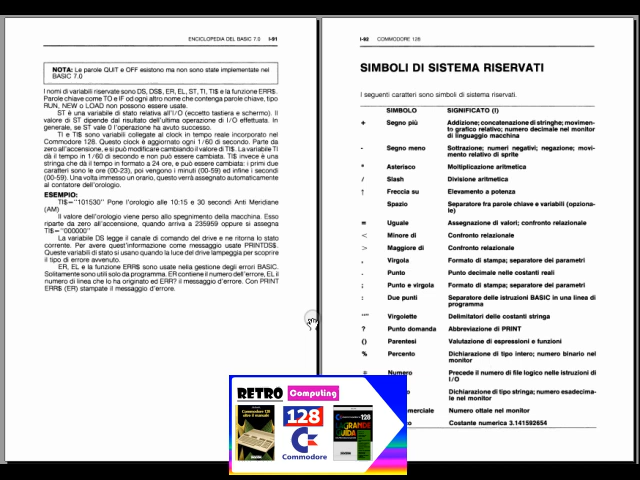 ENCICLOPEDIA DEL BASIC 7.0 I-91
NOTA: Le parole QUIT e OFF esistono ma non sono state implementate nel
BASIC 7.0
I nomi di variabili riservate sono DS, DS$, ER, EL, ST, TI, TI$ e la funzione ERR$.
Parole chiave come TO e IF od ogni altro nome che contenga parole chiave, tipo
RUN, NEW o LOAD non possono essere usate.
ST è una variabile di stato relativa all'I/O (eccetto tastiera e schermo). Il
valore di ST dipende dal risultato dell'ultima operazione di I/O effettuata. In
generale, se ST vale 0 l'operazione ha avuto successo.
TI e TI$ sono variabili collegate al clock in tempo reale incorporato nel
Commodore 128. Questo clock è aggiornato ogni 1/60 di secondo. Parte da
zero all'accensione, e si può modificare cambiando il valore di TI$. La variabile TI
dà il tempo in 1/60 di secondo e non può essere cambiata. TI$ invece è una
stringa che dà il tempo in formato a 24 ore, e può essere cambiata: i primi due
caratteri sono le ore (00-23), poi vengono i minuti (00-59) ed infine i secondi
(00-59). Una volta immesso un orario, questo verrà assegnato automaticamente
al contatore dell'orologio.
ESEMPIO:
TI$="101530" Pone l'orologio alle 10:15 e 30 secondi Anti Meridiane
(AM)
Il valore dell'orologio viene perso allo spegnimento della macchina. Esso
riparte da zero all'accensione, quando arriva a 235959 oppure si assegna
TI$="000000"
La variabile DS legge il canale di comando del drive e ne ritorna lo stato
corrente. Per avere quest'informazione come messaggio usate PRINTDS$.
Queste variabili di stato si usano quando la luce del drive lampeggia per scoprire
il tipo di errore avvenuto.
ER, EL e la funzione ERR$ sono usate nella gestione degli errori BASIC.
Solitamente sono utili solo da programma. ER contiene il numero dell'errore, EL il
numero di linea che lo ha originato ed ERR? il messaggio d'errore. Con PRINT
ERR$ (ER) stampate il messaggio d'errore.
I-92 COMMODORE 128
SIMBOLI DI SISTEMA RISERVATI
I seguenti caratteri sono simboli di sistema riservati.
SIMBOLO SIGNIFICATO (I)
+ Segno più Addizione; concatenazione di stringhe; movimen-
to grafico relativo; numero decimale nel monitor
di linguaggio macchina
- Segno meno Sottrazione; numeri negativi; negazione; movi-
mento relativo di sprite
* Asterisco Moltiplicazione aritmetica
/ Slash Divisione aritmetica
↑ Freccia su Elevamento a potenza
Spazio Separatore fra parole chiave e variabili (opziona-
le)
= Uguale Assegnazione di valori; confronto relazionale
< Minore di Confronto relazionale
> Maggiore di Confronto relazionale
, Virgola Formato di stampa; separatore dei parametri
. Punto Punto decimale nelle costanti reali
; Punto e virgola Formato di stampa; separatore dei parametri
: Due punti Separatore delle istruzioni BASIC in una linea di
programma
"" Virgolette Delimitatori delle costanti stringa
? Punto domanda Abbreviazione di PRINT
() Parentesi Valutazione di espressioni e funzioni
% Percento Dichiarazione di tipo intero; numero binario nel
monitor
Numero Precede il numero di file logico nelle istruzioni di
I/O
Dichiarazione di tipo stringa; numero esadecima-
le nel monitor
merciale Numero ottale nel monitor
Costante numerica 3.141592654
RETRO Computing
Commodore 128
oltre il manuale
128
Commodore
128
LA GRANDE
GUIDA